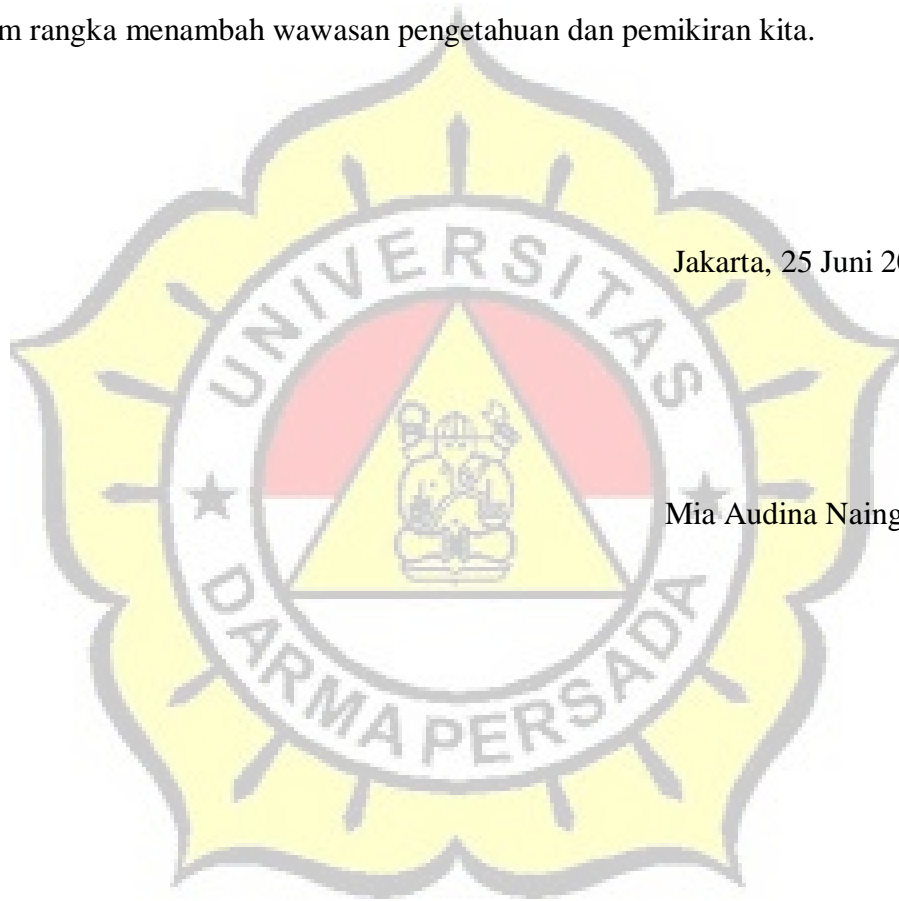 m rangka menambah wawasan pengetahuan dan pemikiran kita.
UNIVERSITAS
Jakarta, 25 Juni 20
Mia Audina Naing
DARMA PERSADA